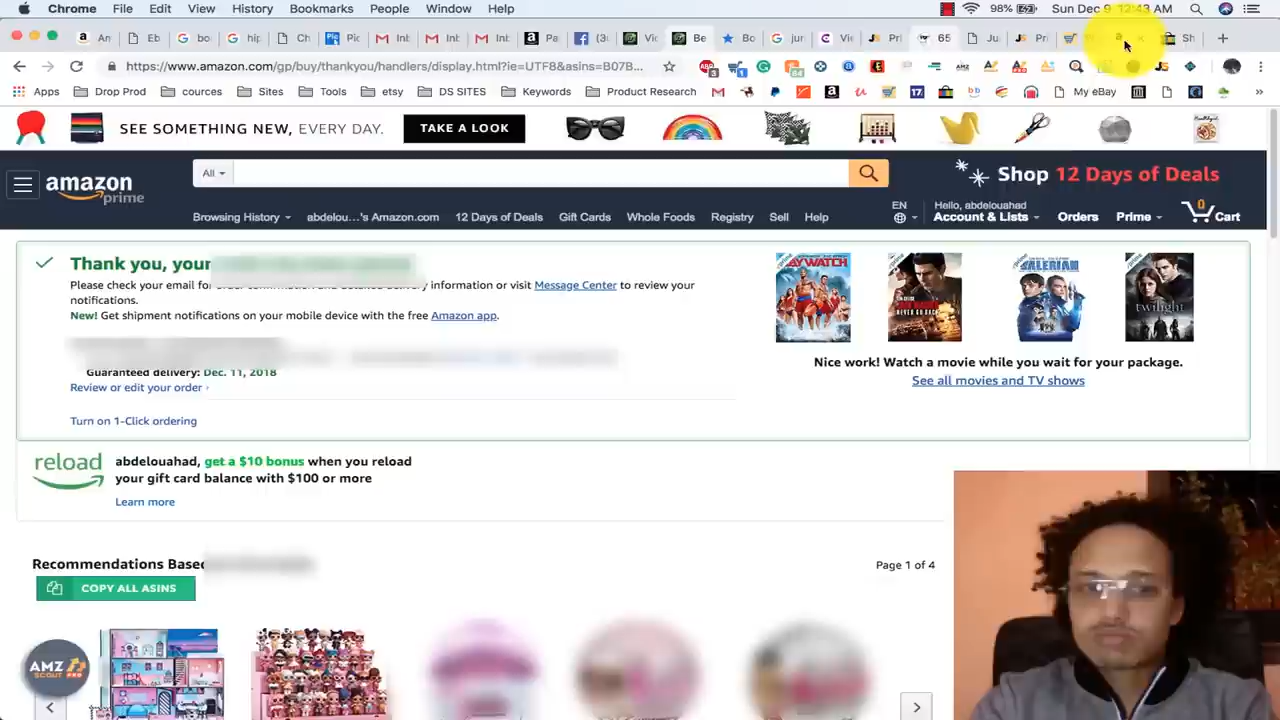 Chrome File Edit View History Bookmarks People Window Help
98% Sun Dec 9 12:43 AM
https://www.amazon.com/gp/buy/thankyou/handlers/display.html?ie=UTF8&asins=B07B...
Apps Drop Prod cources Sites Tools etsy DS SITES Keywords Product Research My eBay
SEE SOMETHING NEW, EVERY DAY. TAKE A LOOK
amazon prime
All
Shop 12 Days of Deals
Browsing History abdelou...'s Amazon.com 12 Days of Deals Gift Cards Whole Foods Registry Sell Help
EN
Hello, abdelouahad
Account & Lists Orders Prime 0 Cart
Thank you, your
Please check your email for
information or visit Message Center to review your
notifications.
New! Get shipment notifications on your mobile device with the free Amazon app.
Guaranteed delivery: Dec. 11, 2018
Review or edit your order
Turn on 1-Click ordering
VALERIAN
twilight
Nice work! Watch a movie while you wait for your package.
See all movies and TV shows
reload
abdelouahad, get a $10 bonus when you reload
your gift card balance with $100 or more
Learn more
Recommendations Based
Page 1 of 4
COPY ALL ASINS
AMZ
SCOUT PRO